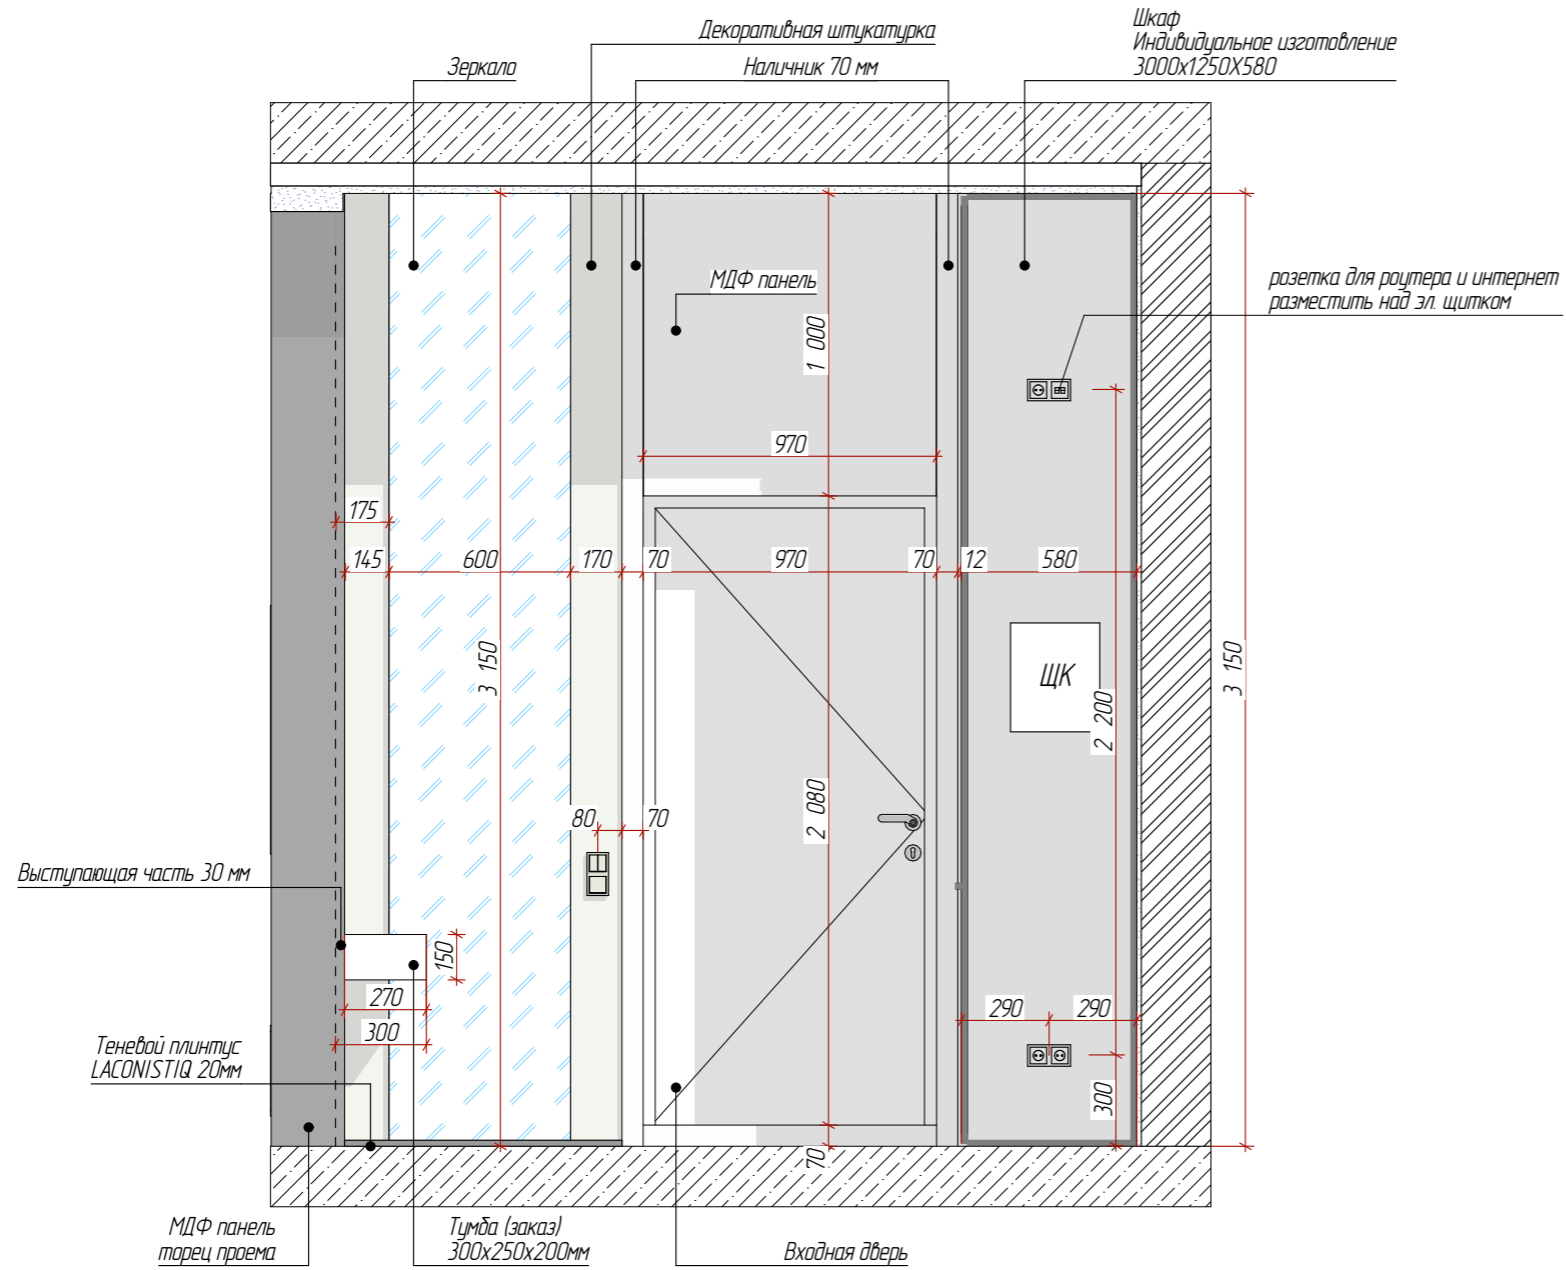 Шкаф
Индивидуальное изготовление
3000х1250Х580
Декоративная штукатурка
Зеркало
Наличник 70 мм
розетка для роутера и интернет
разместить над эл. щитком
МДФ панель
1 000
970
175
145
600
170
70
970
70
12
580
3 150
ЩК
3 150
2 200
2 080
80
70
Выступающая часть 30 мм
150
270
290
290
300
Теневой плинтус
LACONISTIQ 20мм
300
70
МДФ панель
торец проема
Тумба (заказ)
300х250х200мм
Входная дверь